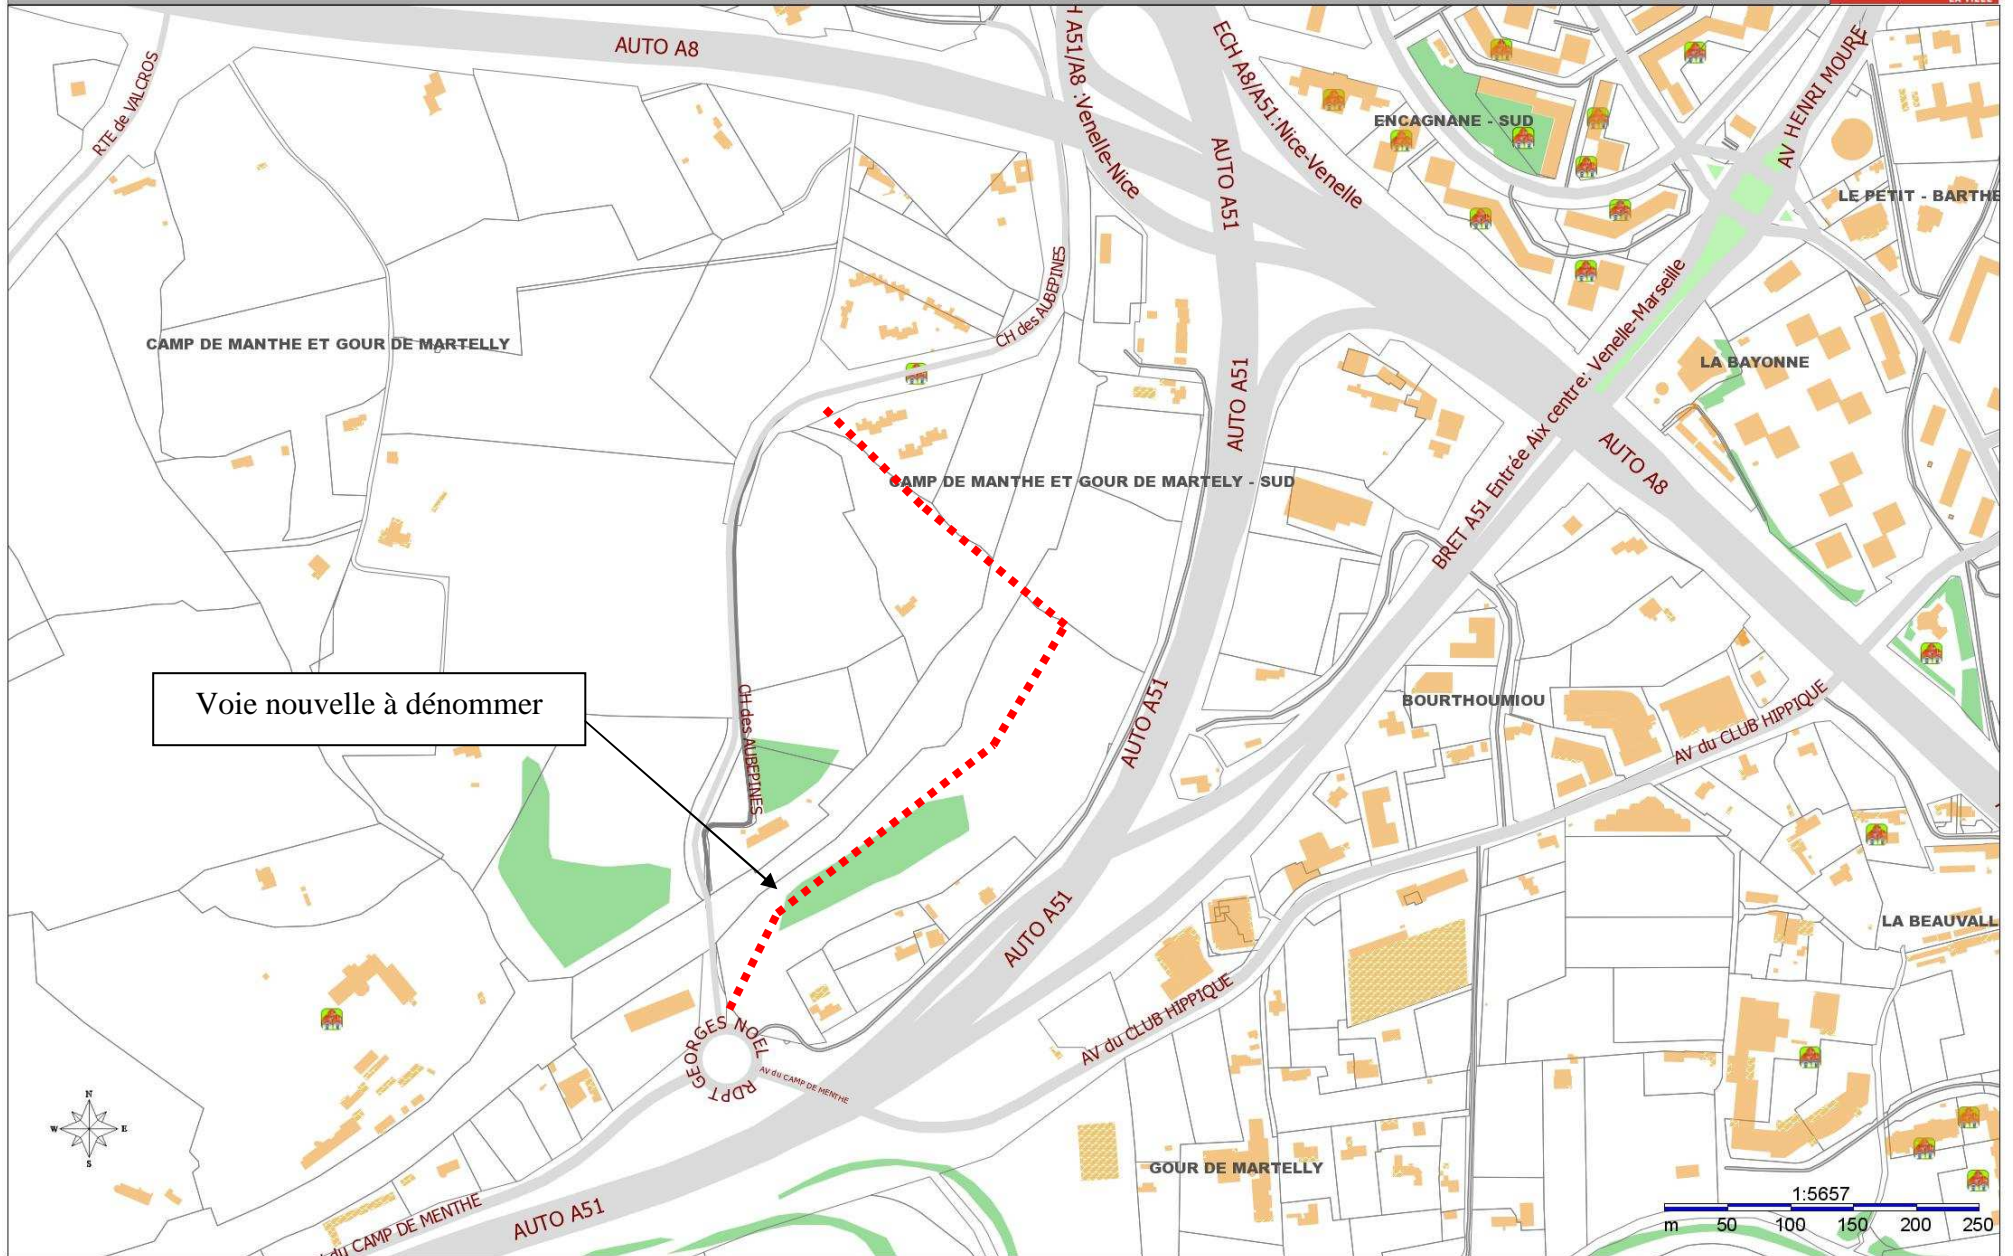 LA VILLE
AUTO A8
RTE de VALCROS
A51/A8 :Venelle-Nice
ECH A8/A51:Nice-Venelle
AUTO A51
ENCAGNANE - SUD
AV HENRI MOURE
LE PETIT - BARTHE
CH des AUBEPINES
CAMP DE MANTHE ET GOUR DE MARTELLY
AUTO A51
BRET A51 Entrée Aix centre: Venelle-Marseille
LA BAYONNE
AUTO A8
CAMP DE MANTHE ET GOUR DE MARTELY - SUD
Voie nouvelle à dénommer
CH des AUBEPINES
AUTO A51
BOURTHOUMIOU
AV du CLUB HIPPIQUE
AUTO A51
LA BEAUVALL
AV du CLUB HIPPIQUE
RDPT GEORGES NOEL
AV du CAMP DE MENTHE
N
W E
S
GOUR DE MARTELLY
du CAMP DE MENTHE
AUTO A51
1:5657
m 50 100 150 200 250